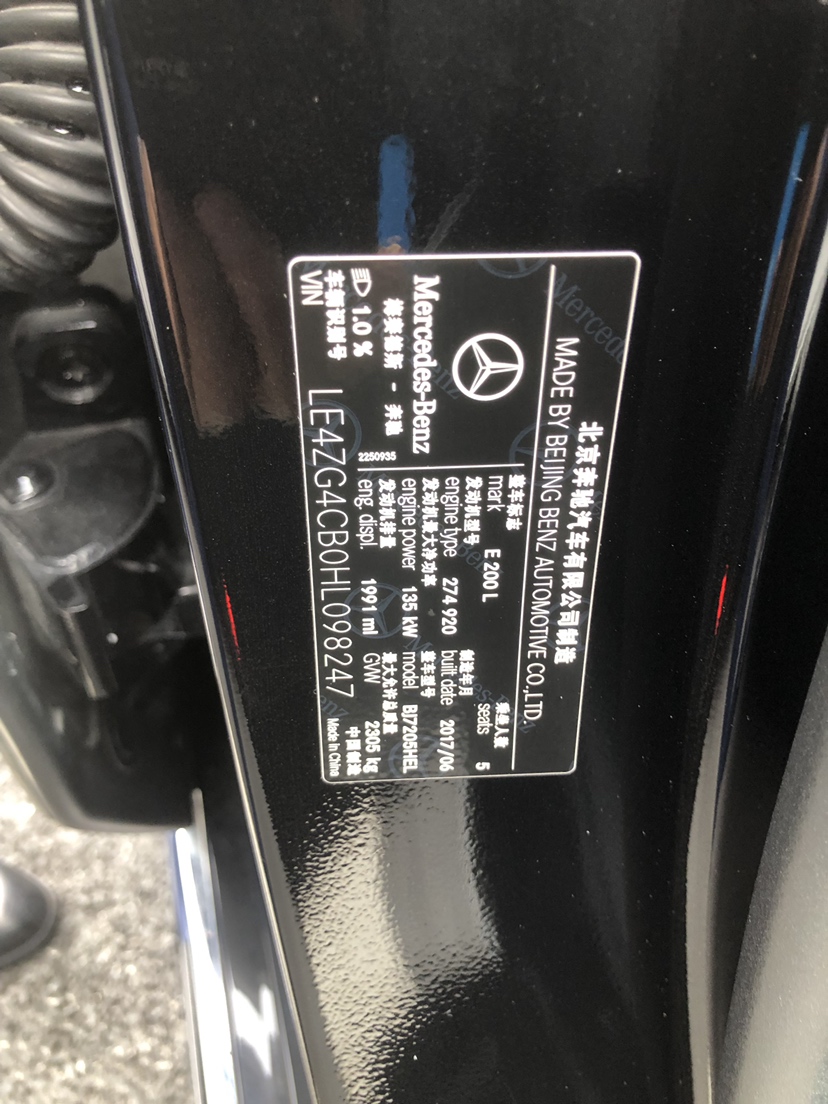 北京奔驰汽车有限公司制造
MADE BY BEIJING BENZ AUTOMOTIVE CO.,LTD.
Mercedes-Benz
梅赛德斯 - 奔驰
整车标志
mark E 200 L
乘坐人数
seats 5
发动机型号
engine type 274 920
制造年月
built date 2017/06
发动机最大净功率
engine power 135 kW
整车型号
model BJ7205HEL
发动机排量
eng. displ. 1991 ml
最大允许总质量
GVW 2305 kg
2250935
1.0 %
车辆识别号
VIN LE4ZG4CB0HL098247
中国制造
Made in China